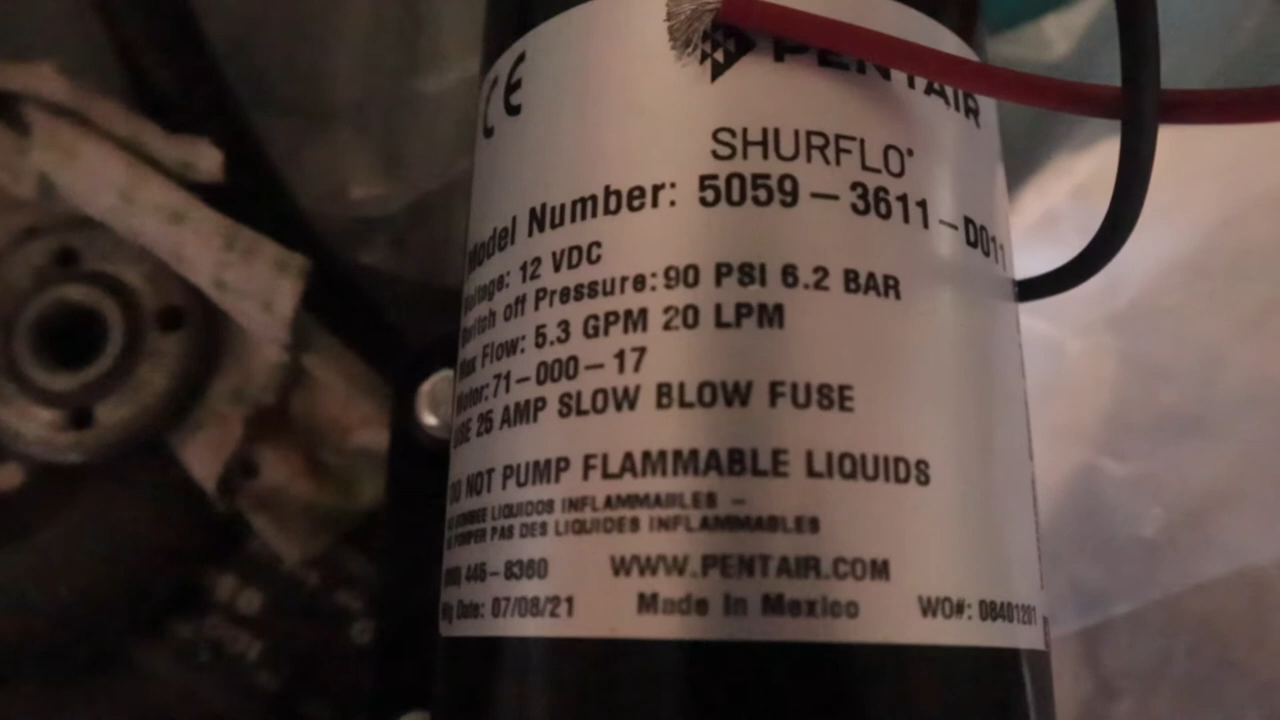 CE
PENTAIR
SHURFLO
Model Number: 5059-3611-D011
Voltage: 12 VDC
Switch off Pressure: 90 PSI 6.2 BAR
Max Flow: 5.3 GPM 20 LPM
Motor: 71-000-17
USE 25 AMP SLOW BLOW FUSE
DO NOT PUMP FLAMMABLE LIQUIDS
LIQUIDOS INFLAMMABLES -
POMPER PAS DES LIQUIDES INFLAMMABLES
446-8360 WWW.PENTAIR.COM
Mfg Date: 07/08/21 Made In Mexico WO#: 08401201